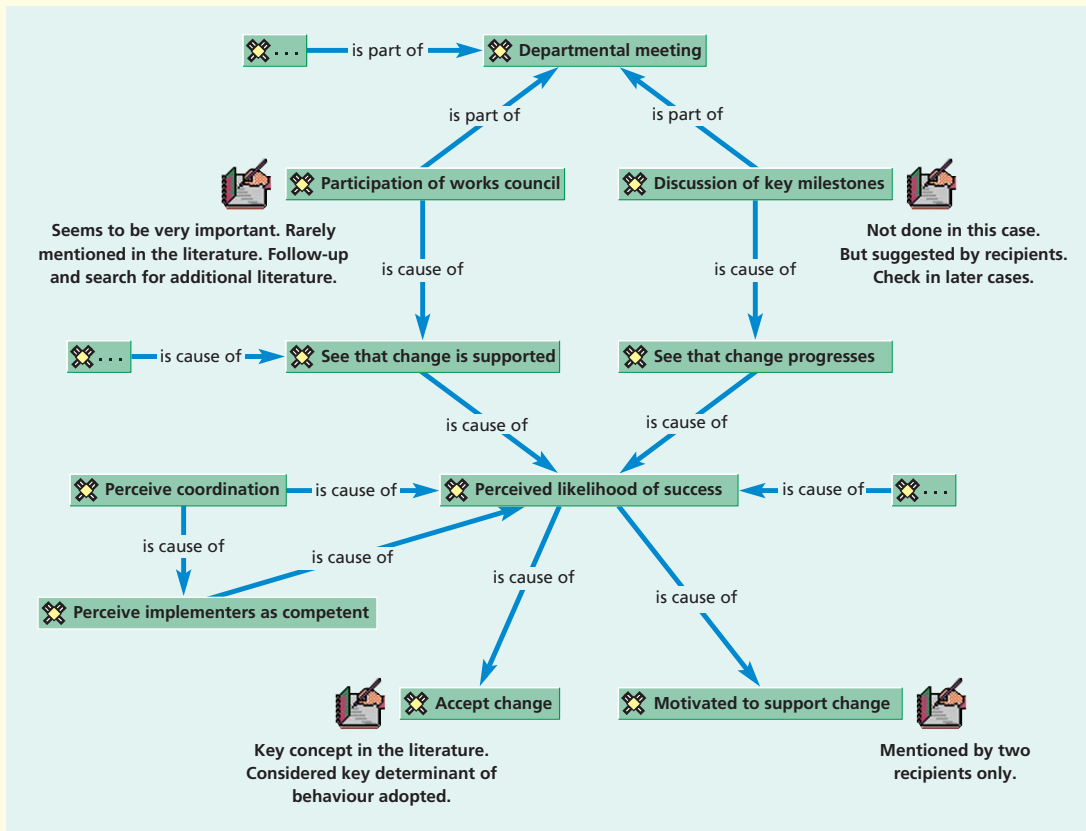 ... is part of Departmental meeting
is part of is part of
Participation of works council Discussion of key milestones
Seems to be very important. Rarely
mentioned in the literature. Follow-up
and search for additional literature.
Not done in this case.
But suggested by recipients.
Check in later cases.
is cause of is cause of
... is cause of See that change is supported See that change progresses
is cause of is cause of
Perceive coordination is cause of Perceived likelihood of success is cause of ...
is cause of is cause of
is cause of is cause of
Perceive implementers as competent
Accept change Motivated to support change
Key concept in the literature.
Considered key determinant of
behaviour adopted.
Mentioned by two
recipients only.